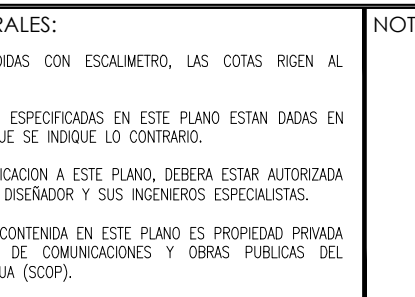 RALES:
DIDAS CON ESCALIMETRO, LAS COTAS RIGEN AL
ESPECIFICADAS EN ESTE PLANO ESTAN DADAS EN
UE SE INDIQUE LO CONTRARIO.
ICACION A ESTE PLANO, DEBERA ESTAR AUTORIZADA
DISEÑADOR Y SUS INGENIEROS ESPECIALISTAS.
CONTENIDA EN ESTE PLANO ES PROPIEDAD PRIVADA
DE COMUNICACIONES Y OBRAS PUBLICAS DEL
UA (SCOP).
NOT